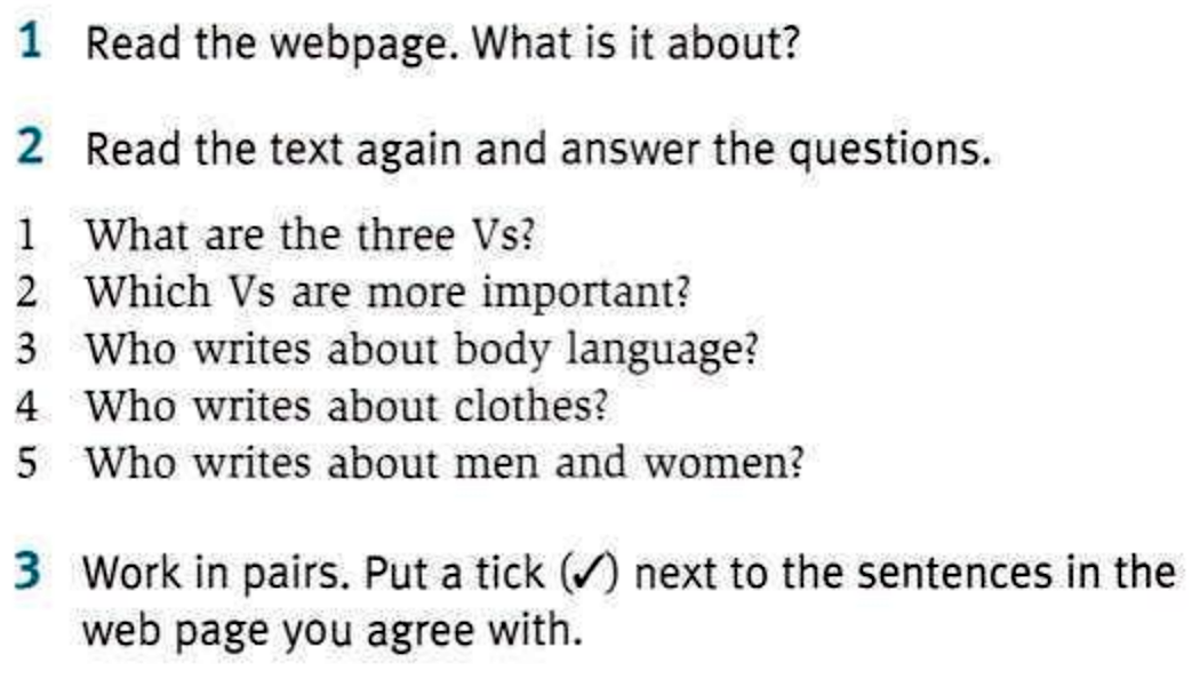 1 Read the webpage. What is it about?
2 Read the text again and answer the questions.
1 What are the three Vs?
2 Which Vs are more important?
3 Who writes about body language?
4 Who writes about clothes?
5 Who writes about men and women?
3 Work in pairs. Put a tick (✓) next to the sentences in the
web page you agree with.